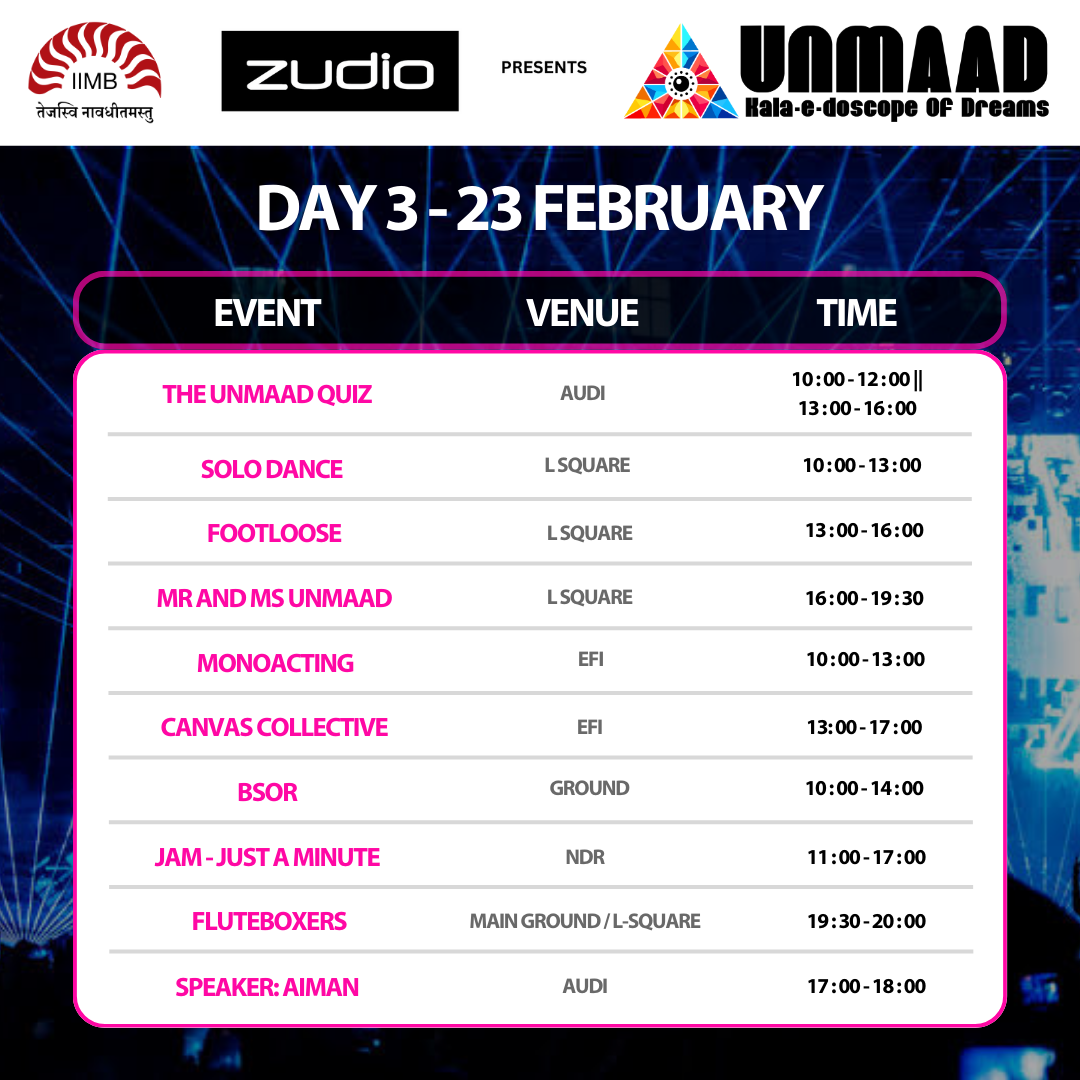 IIMB
तेजस्वि नावधीतमस्तु
zudio
PRESENTS
UNMAAD
Kala-e-doscope Of Dreams
DAY 3 - 23 FEBRUARY
EVENT VENUE TIME
THE UNMAAD QUIZ AUDI 10:00 - 12:00 ||
13:00 - 16:00
SOLO DANCE L SQUARE 10:00 - 13:00
FOOTLOOSE L SQUARE 13:00 - 16:00
MR AND MS UNMAAD L SQUARE 16:00 - 19:30
MONOACTING EFI 10:00 - 13:00
CANVAS COLLECTIVE EFI 13:00 - 17:00
BSOR GROUND 10:00 - 14:00
JAM - JUST A MINUTE NDR 11:00 - 17:00
FLUTEBOXERS MAIN GROUND / L-SQUARE 19:30 - 20:00
SPEAKER: AIMAN AUDI 17:00 - 18:00